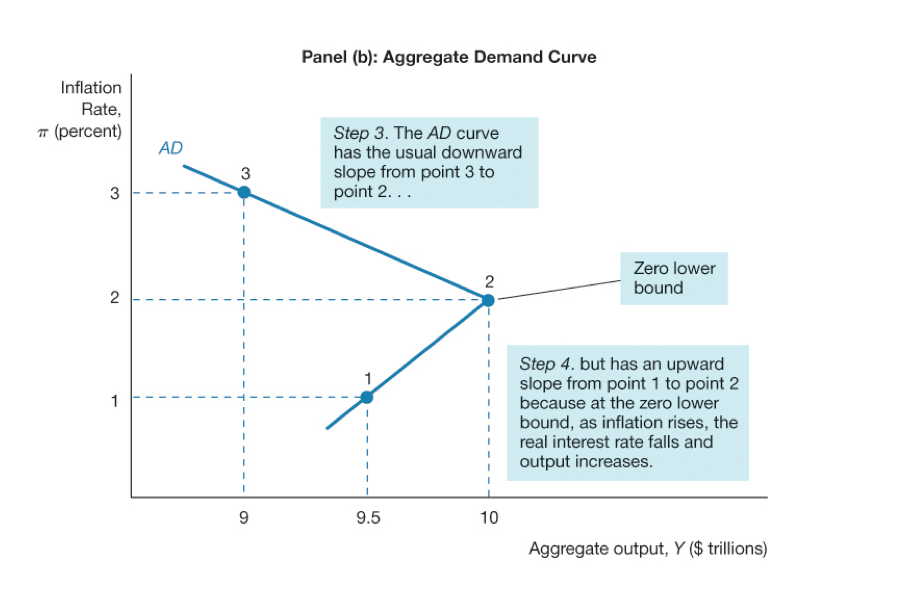 Panel (b): Aggregate Demand Curve
Inflation
Rate,
π (percent)
AD
Step 3. The AD curve
has the usual downward
slope from point 3 to
point 2. . .
3
3
2
Zero lower
bound
2
Step 4. but has an upward
slope from point 1 to point 2
because at the zero lower
bound, as inflation rises, the
real interest rate falls and
output increases.
1
1
9
9.5
10
Aggregate output, Y ($ trillions)